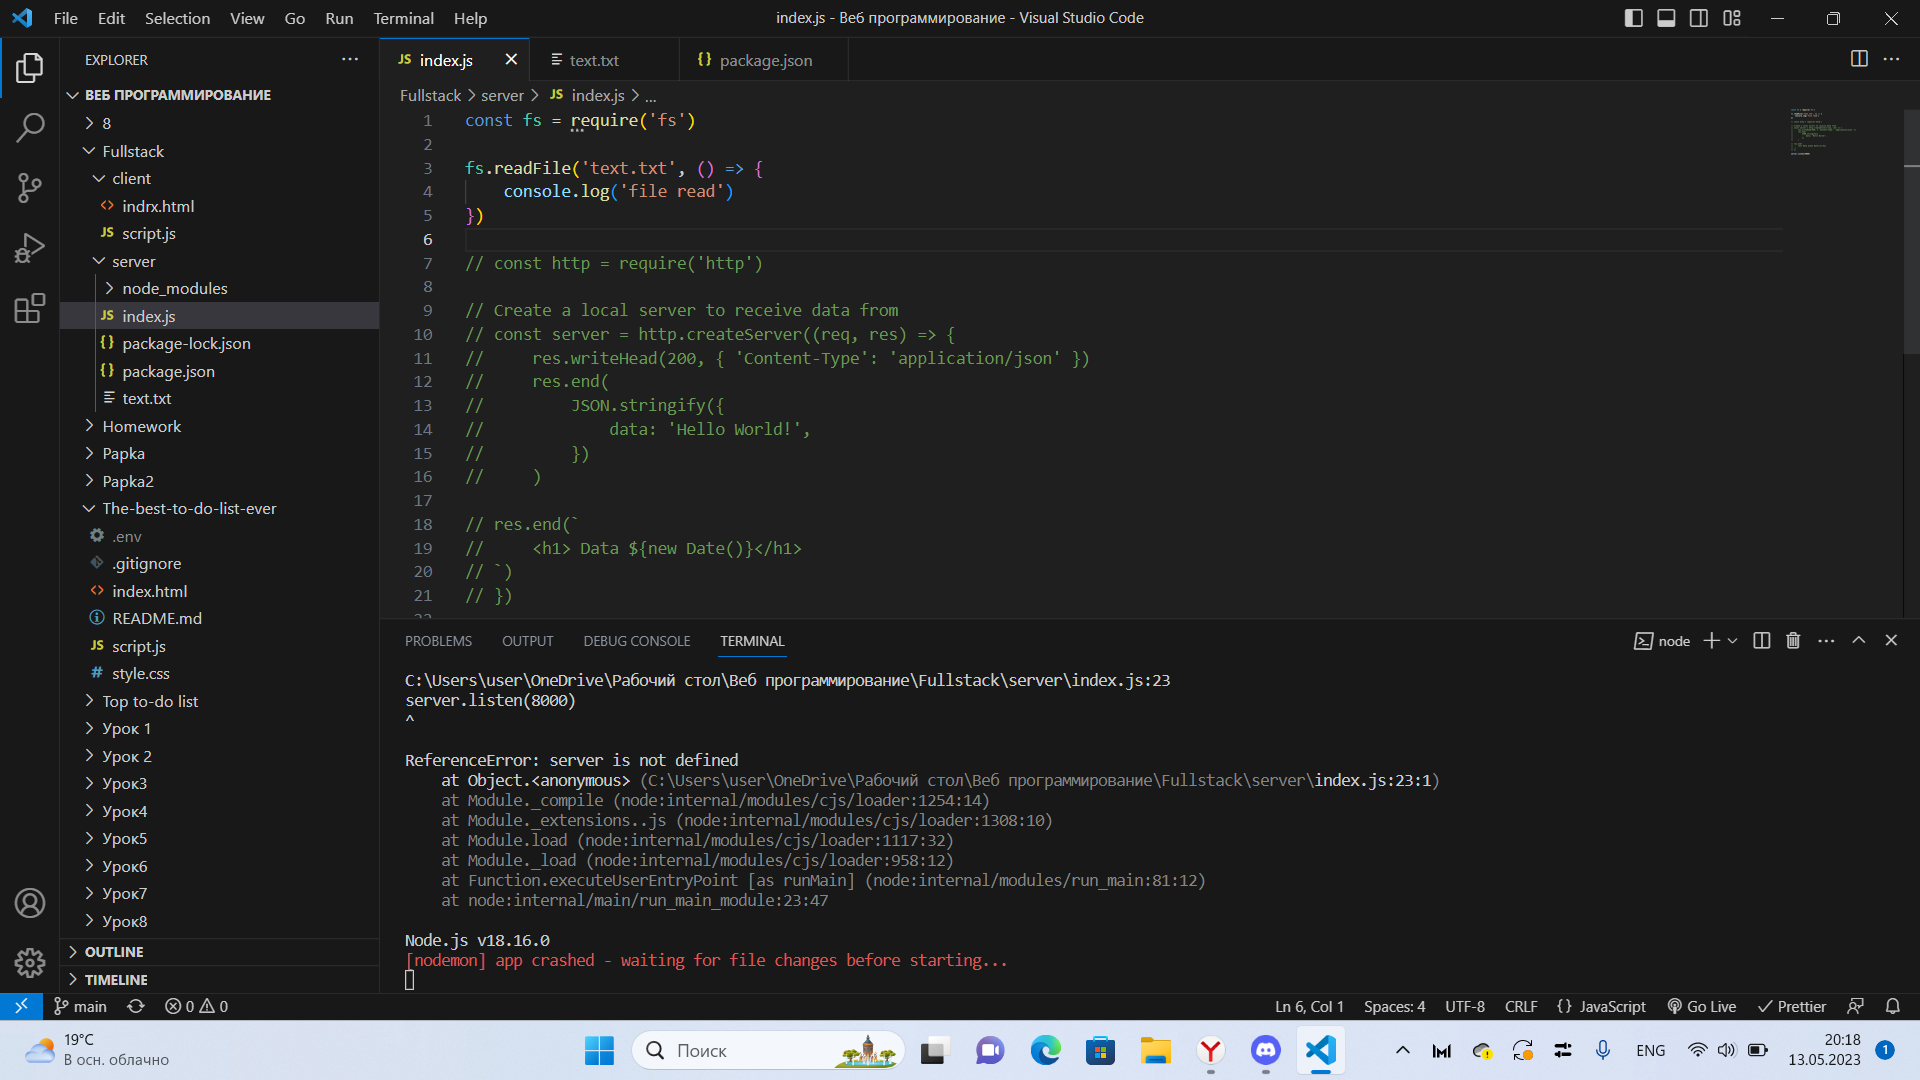 File Edit Selection View Go Run Terminal Help
index.js - Веб программирование - Visual Studio Code
EXPLORER
ВЕБ ПРОГРАММИРОВАНИЕ
8
Fullstack
client
indrx.html
script.js
server
node_modules
index.js
package-lock.json
package.json
text.txt
Homework
Papka
Papka2
The-best-to-do-list-ever
.env
.gitignore
index.html
README.md
script.js
style.css
Top to-do list
Урок 1
Урок 2
Урок3
Урок4
Урок5
Урок6
Урок7
Урок8
OUTLINE
TIMELINE
JS index.js
text.txt
{} package.json
Fullstack > server > JS index.js > ...
1 const fs = require('fs')
2
3 fs.readFile('text.txt', () => {
4 console.log('file read')
5 })
6
7 // const http = require('http')
8
9 // Create a local server to receive data from
10 // const server = http.createServer((req, res) => {
11 // res.writeHead(200, { 'Content-Type': 'application/json' })
12 // res.end(
13 // JSON.stringify({
14 // data: 'Hello World!',
15 // })
16 // )
17
18 // res.end(`
19 // <h1> Data ${new Date()}</h1>
20 // `)
21 // })
PROBLEMS OUTPUT DEBUG CONSOLE TERMINAL
node
C:\Users\user\OneDrive\Рабочий стол\Веб программирование\Fullstack\server\index.js:23
server.listen(8000)
^
ReferenceError: server is not defined
at Object.<anonymous> (C:\Users\user\OneDrive\Рабочий стол\Веб программирование\Fullstack\server\index.js:23:1)
at Module._compile (node:internal/modules/cjs/loader:1254:14)
at Module._extensions..js (node:internal/modules/cjs/loader:1308:10)
at Module.load (node:internal/modules/cjs/loader:1117:32)
at Module._load (node:internal/modules/cjs/loader:958:12)
at Function.executeUserEntryPoint [as runMain] (node:internal/modules/run_main:81:12)
at node:internal/main/run_main_module:23:47
Node.js v18.16.0
[nodemon] app crashed - waiting for file changes before starting...
main 0 0
Ln 6, Col 1 Spaces: 4 UTF-8 CRLF {} JavaScript Go Live Prettier
19°C
В осн. облачно
Поиск
ENG
20:18
13.05.2023
1